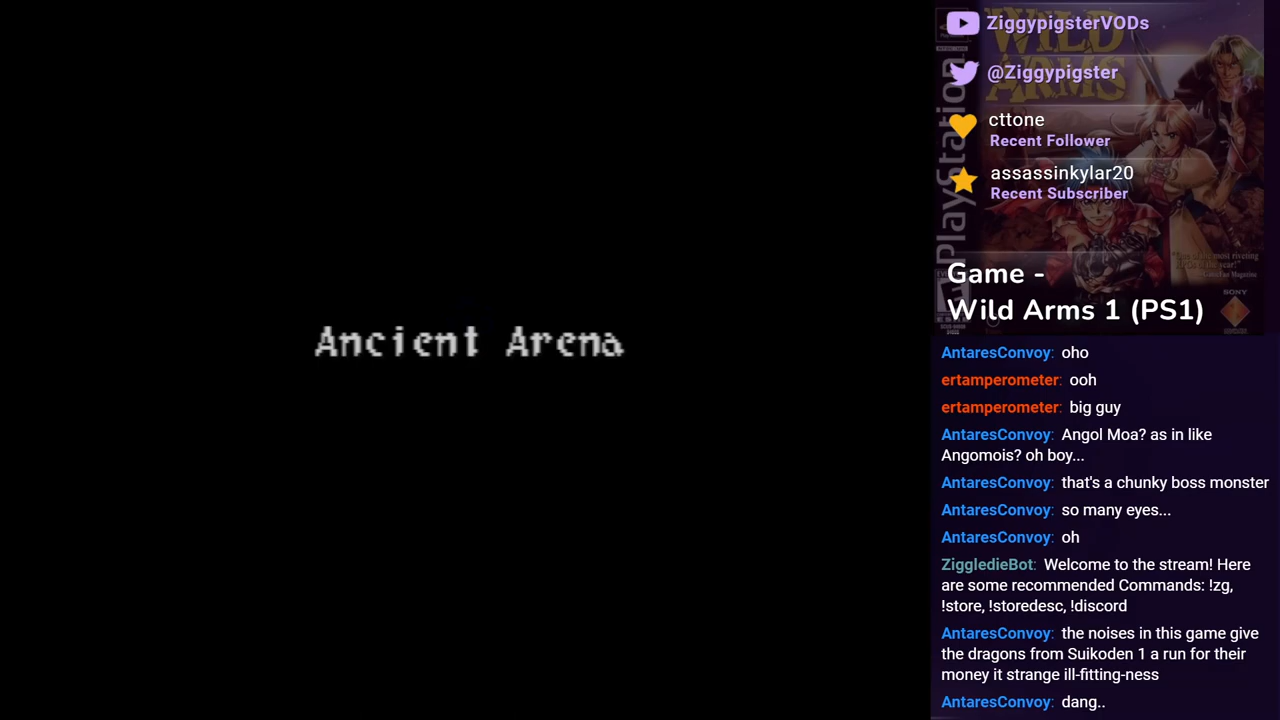 Ancient Arena
ZiggypigsterVODs
@Ziggypigster
cttone
Recent Follower
assassinkylar20
Recent Subscriber
WILD
ARMS
PlayStation
Game -
Wild Arms 1 (PS1)
SONY
AntaresConvoy: oho
ertamperometer: ooh
ertamperometer: big guy
AntaresConvoy: Angol Moa? as in like
Angomois? oh boy...
AntaresConvoy: that's a chunky boss monster
AntaresConvoy: so many eyes...
AntaresConvoy: oh
ZiggledieBot: Welcome to the stream! Here
are some recommended Commands: !zg,
!store, !storedesc, !discord
AntaresConvoy: the noises in this game give
the dragons from Suikoden 1 a run for their
money it strange ill-fitting-ness
AntaresConvoy: dang..